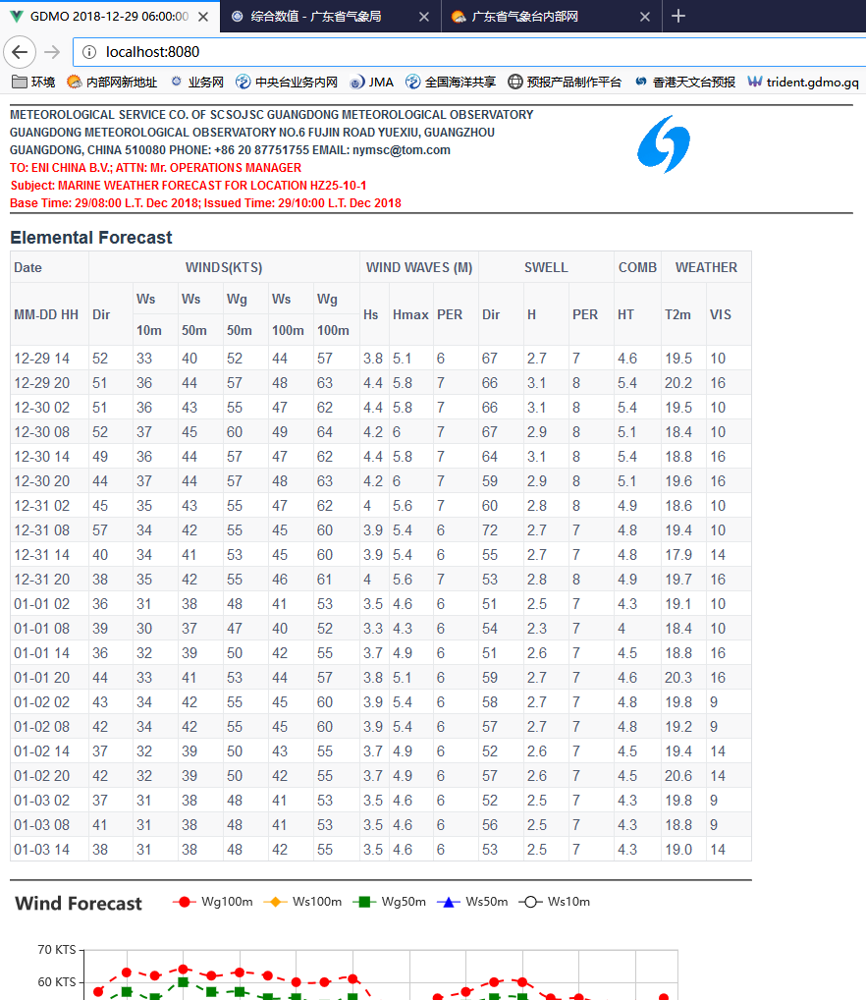 GDMO 2018-12-29 06:00:00
综合数值 - 广东省气象局
广东省气象台内部网
localhost:8080
环境 内部网新地址 业务网 中央台业务内网 JMA 全国海洋共享 预报产品制作平台 香港天文台预报 trident.gdmo.gq
METEOROLOGICAL SERVICE CO. OF SCSOJSC GUANGDONG METEOROLOGICAL OBSERVATORY
GUANGDONG METEOROLOGICAL OBSERVATORY NO.6 FUJIN ROAD YUEXIU, GUANGZHOU
GUANGDONG, CHINA 510080 PHONE: +86 20 87751755 EMAIL: nymsc@tom.com
TO: ENI CHINA B.V.; ATTN: Mr. OPERATIONS MANAGER
Subject: MARINE WEATHER FORECAST FOR LOCATION HZ25-10-1
Base Time: 29/08:00 L.T. Dec 2018; Issued Time: 29/10:00 L.T. Dec 2018
Elemental Forecast
Date WINDS(KTS) WIND WAVES (M) SWELL COMB WEATHER
MM-DD HH Dir Ws Ws Wg Ws Wg Hs Hmax PER Dir H PER HT T2m VIS
10m 50m 50m 100m 100m
12-29 14 52 33 40 52 44 57 3.8 5.1 6 67 2.7 7 4.6 19.5 10
12-29 20 51 36 44 57 48 63 4.4 5.8 7 66 3.1 8 5.4 20.2 16
12-30 02 51 36 43 55 47 62 4.4 5.8 7 66 3.1 8 5.4 19.5 10
12-30 08 52 37 45 60 49 64 4.2 6 7 67 2.9 8 5.1 18.4 10
12-30 14 49 36 44 57 47 62 4.4 5.8 7 64 3.1 8 5.4 18.8 16
12-30 20 44 37 44 57 48 63 4.2 6 7 59 2.9 8 5.1 19.6 16
12-31 02 45 35 43 55 47 62 4 5.6 7 60 2.8 8 4.9 18.6 10
12-31 08 57 34 42 55 45 60 3.9 5.4 6 72 2.7 7 4.8 19.4 10
12-31 14 40 34 41 53 45 60 3.9 5.4 6 55 2.7 7 4.8 17.9 14
12-31 20 38 35 42 55 46 61 4 5.6 7 53 2.8 8 4.9 19.7 16
01-01 02 36 31 38 48 41 53 3.5 4.6 6 51 2.5 7 4.3 19.1 10
01-01 08 39 30 37 47 40 52 3.3 4.3 6 54 2.3 7 4 18.4 10
01-01 14 36 32 39 50 42 55 3.7 4.9 6 51 2.6 7 4.5 18.8 16
01-01 20 44 33 41 53 44 57 3.8 5.1 6 59 2.7 7 4.6 20.3 16
01-02 02 43 34 42 55 45 60 3.9 5.4 6 58 2.7 7 4.8 19.8 9
01-02 08 42 34 42 55 45 60 3.9 5.4 6 57 2.7 7 4.8 19.2 9
01-02 14 37 32 39 50 43 55 3.7 4.9 6 52 2.6 7 4.5 19.4 14
01-02 20 42 32 39 50 42 55 3.7 4.9 6 57 2.6 7 4.5 20.6 14
01-03 02 37 31 38 48 41 53 3.5 4.6 6 52 2.5 7 4.3 19.8 9
01-03 08 41 31 38 48 41 53 3.5 4.6 6 56 2.5 7 4.3 18.8 9
01-03 14 38 31 38 48 42 55 3.5 4.6 6 53 2.5 7 4.3 19.0 14
Wind Forecast Wg100m Ws100m Wg50m Ws50m Ws10m
70 KTS
60 KTS